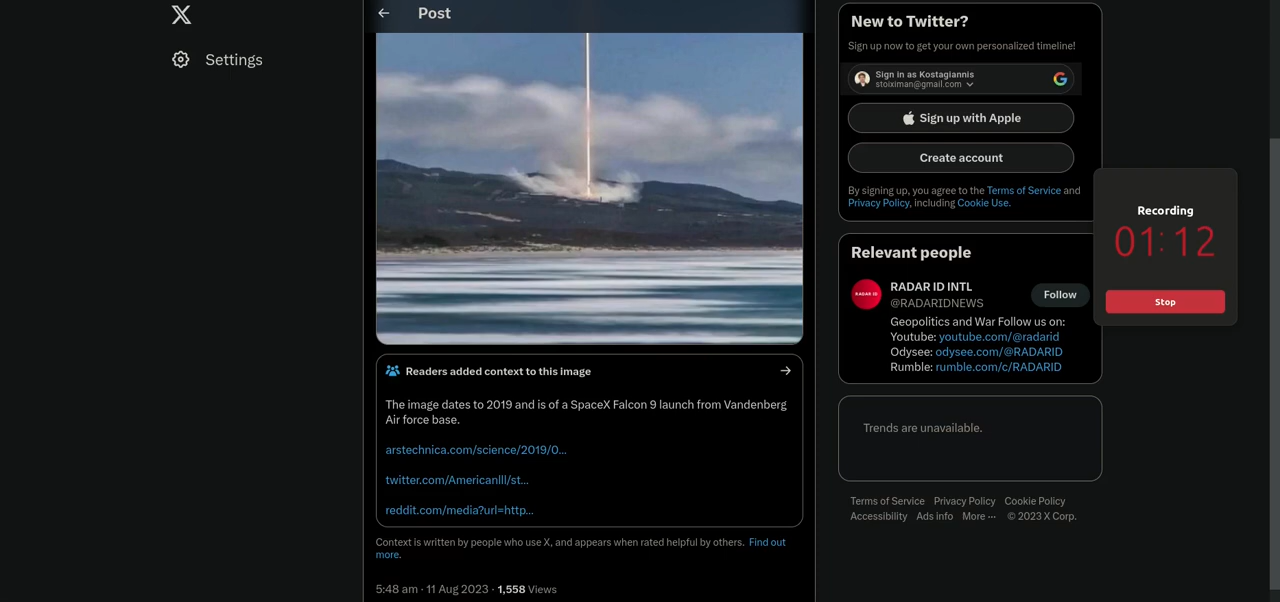 Settings
Post
Readers added context to this image
The image dates to 2019 and is of a SpaceX Falcon 9 launch from Vandenberg
Air force base.
arstechnica.com/science/2019/0...
twitter.com/Americanlll/st...
reddit.com/media?url=http...
Context is written by people who use X, and appears when rated helpful by others. Find out
more.
5:48 am · 11 Aug 2023 · 1,558 Views
New to Twitter?
Sign up now to get your own personalized timeline!
Sign in as Kostagiannis
stoiximan@gmail.com
Sign up with Apple
Create account
By signing up, you agree to the Terms of Service and
Privacy Policy, including Cookie Use.
Relevant people
RADAR ID
RADAR ID INTL
@RADARIDNEWS
Follow
Geopolitics and War Follow us on:
Youtube: youtube.com/@radarid
Odysee: odysee.com/@RADARID
Rumble: rumble.com/c/RADARID
Trends are unavailable.
Terms of Service Privacy Policy Cookie Policy
Accessibility Ads info More ··· © 2023 X Corp.
Recording
01:12
Stop